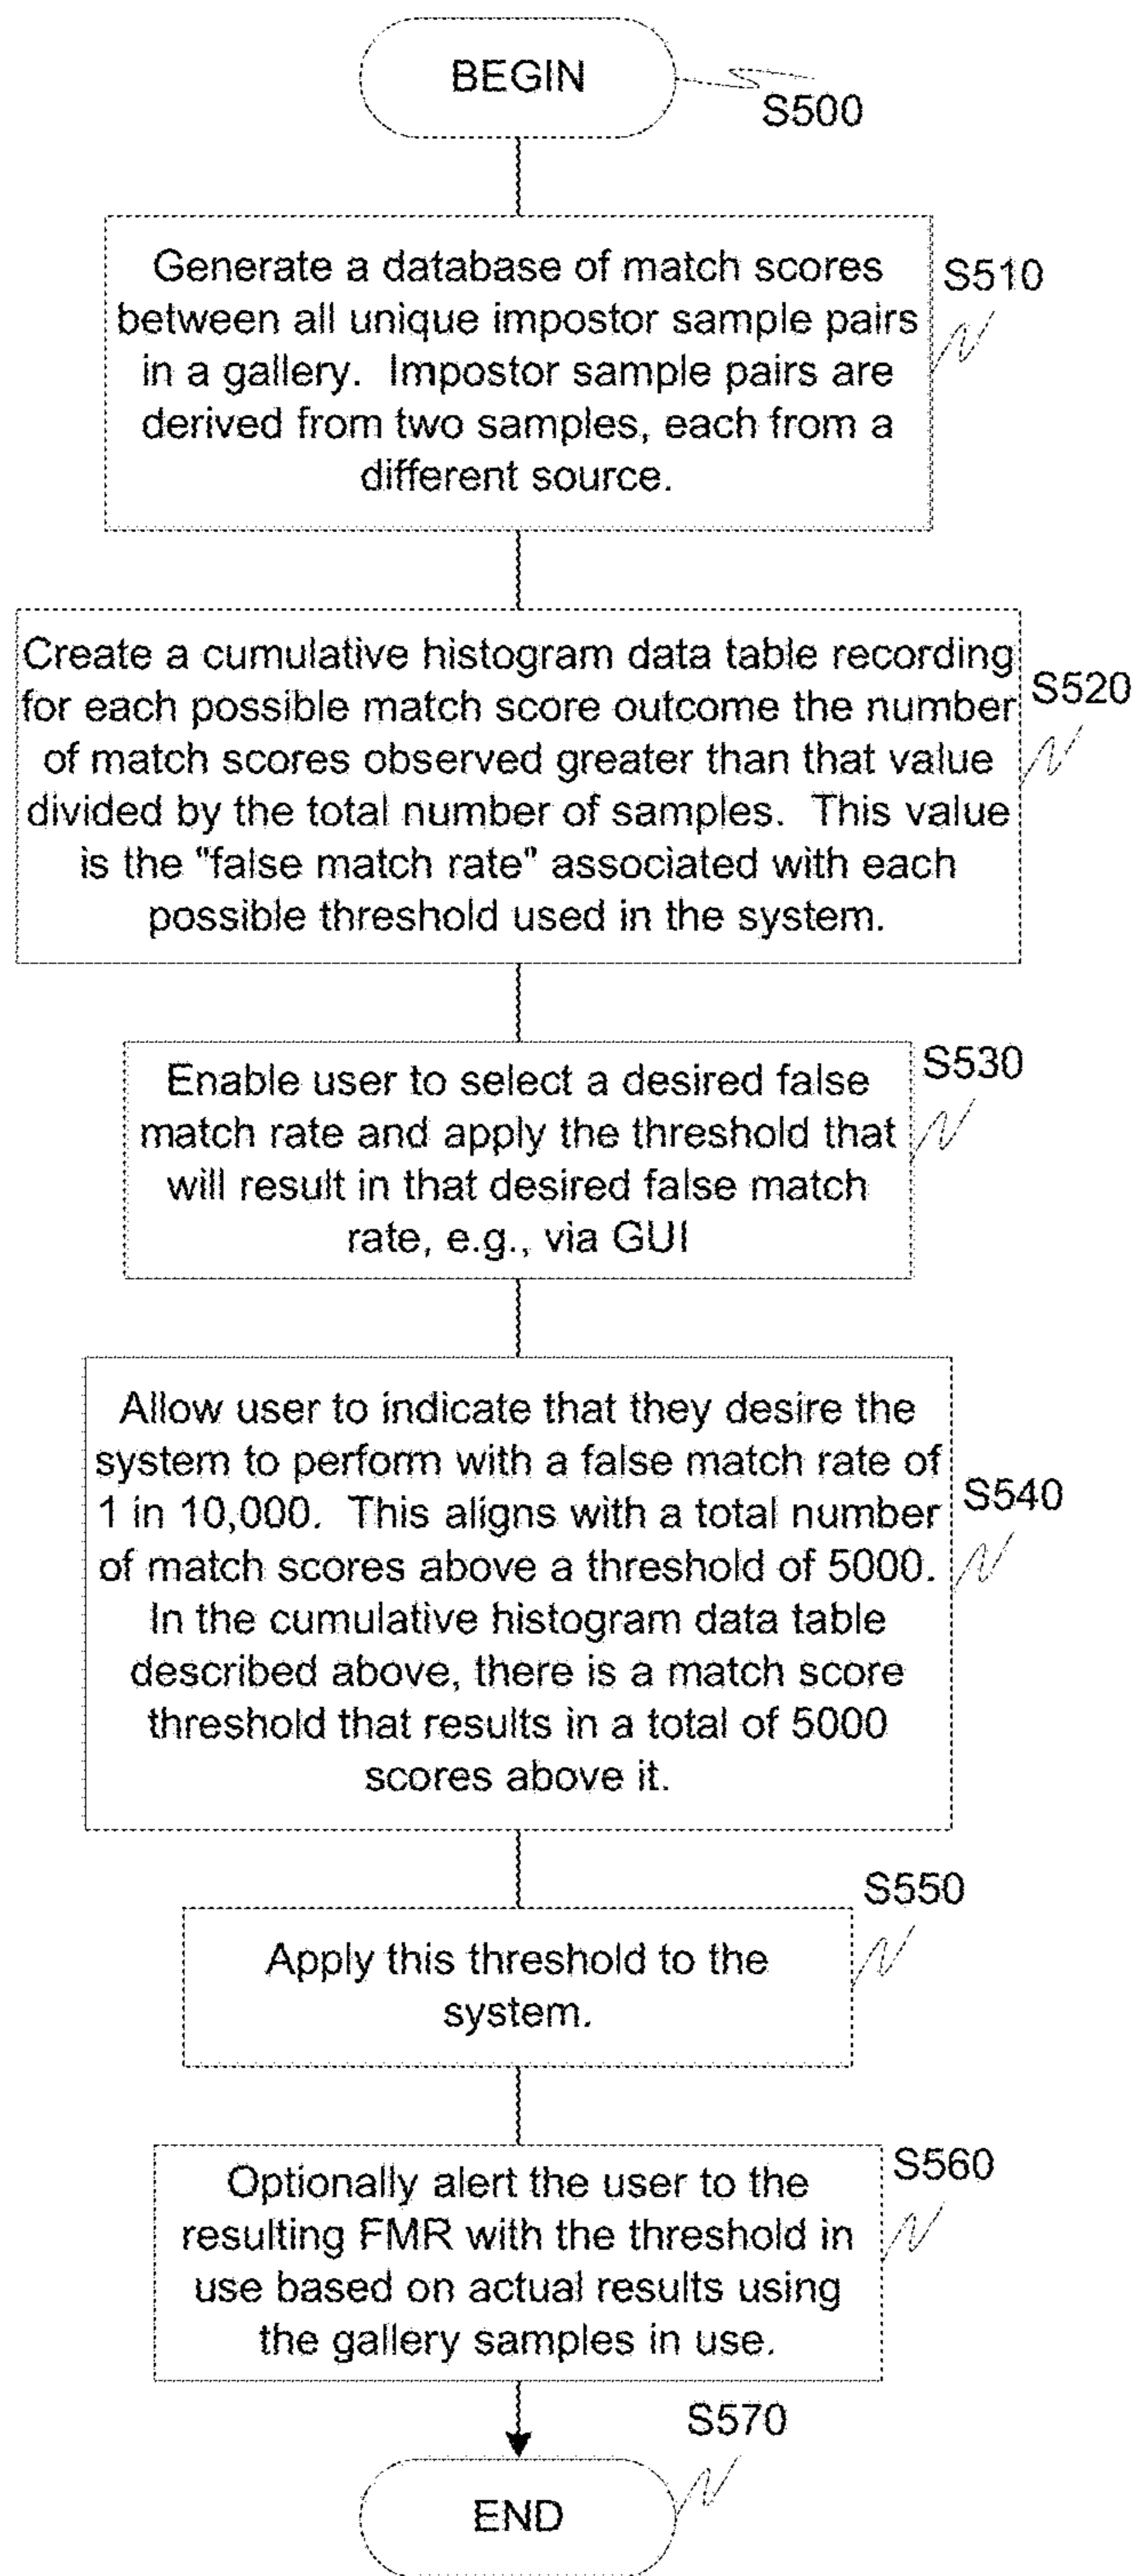 BEGIN
S500
Generate a database of match scores
between all unique impostor sample pairs
in a gallery. Impostor sample pairs are
derived from two samples, each from a
different source.
S510
Create a cumulative histogram data table recording
for each possible match score outcome the number
of match scores observed greater than that value
divided by the total number of samples. This value
is the "false match rate" associated with each
possible threshold used in the system.
S520
Enable user to select a desired false
match rate and apply the threshold that
will result in that desired false match
rate, e.g., via GUI
S530
Allow user to indicate that they desire the
system to perform with a false match rate of
1 in 10,000. This aligns with a total number
of match scores above a threshold of 5000.
In the cumulative histogram data table
described above, there is a match score
threshold that results in a total of 5000
scores above it.
S540
Apply this threshold to the
system.
S550
Optionally alert the user to the
resulting FMR with the threshold in
use based on actual results using
the gallery samples in use.
S560
END
S570